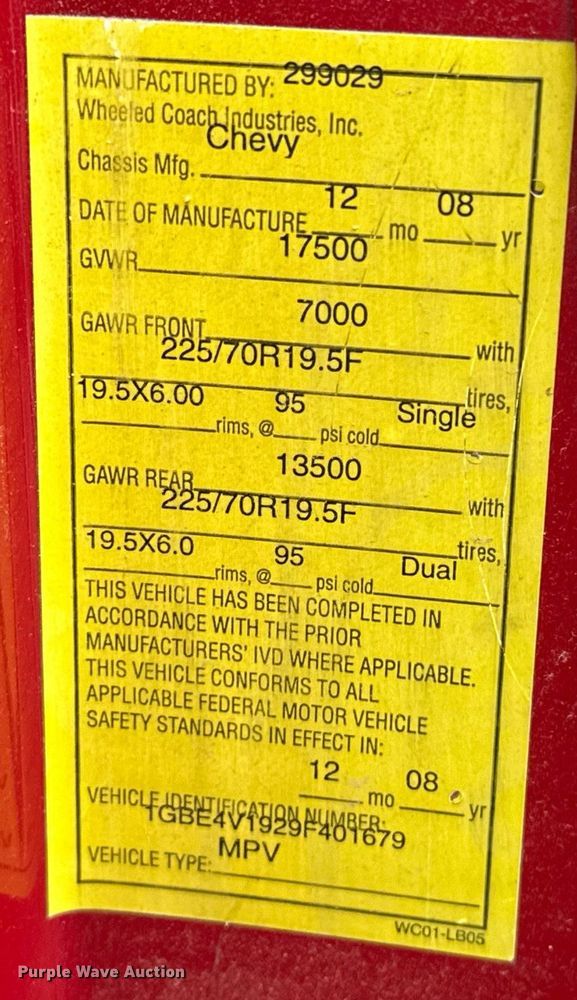 MANUFACTURED BY: 299029
Wheeled Coach Industries, Inc.
Chevy
Chassis Mfg.
12 08
DATE OF MANUFACTURE mo yr
17500
GVWR
7000
GAWR FRONT with
225/70R19.5F
tires,
19.5X6.00 95 Single
rims, @ psi cold
13500
GAWR REAR with
225/70R19.5F
tires,
19.5X6.0 95 Dual
rims, @ psi cold
THIS VEHICLE HAS BEEN COMPLETED IN
ACCORDANCE WITH THE PRIOR
MANUFACTURERS' IVD WHERE APPLICABLE.
THIS VEHICLE CONFORMS TO ALL
APPLICABLE FEDERAL MOTOR VEHICLE
SAFETY STANDARDS IN EFFECT IN:
12 08
mo yr
VEHICLE IDENTIFICATION NUMBER:
1GBE4V1929F401679
MPV
VEHICLE TYPE:
WC01-LB05
Purple Wave Auction